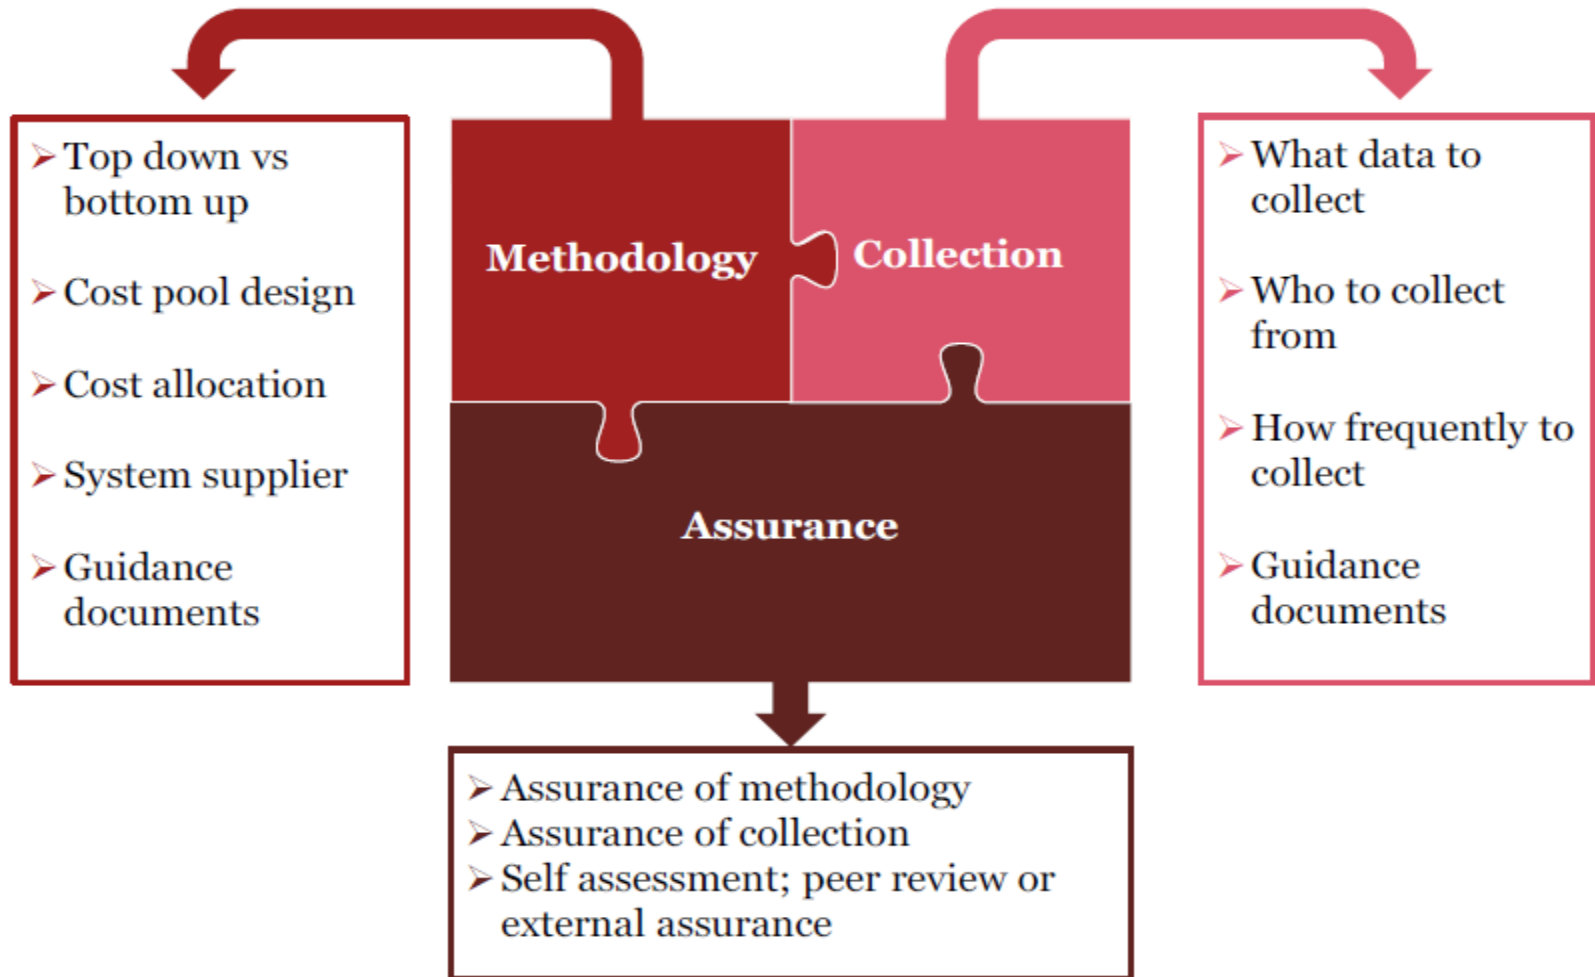 ➢ Top down vs
bottom up
➢ Cost pool design
➢ Cost allocation
➢ System supplier
➢ Guidance
documents
Methodology
Collection
Assurance
➢ What data to
collect
➢ Who to collect
from
➢ How frequently to
collect
➢ Guidance
documents
➢ Assurance of methodology
➢ Assurance of collection
➢ Self assessment; peer review or
external assurance